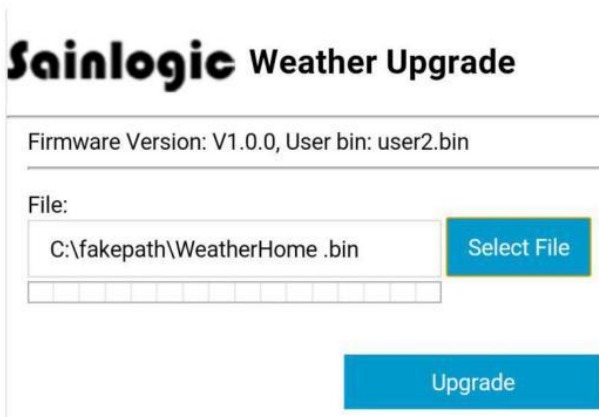 Sainlogic Weather Upgrade
Firmware Version: V1.0.0, User bin: user2.bin
File:
C:\fakepath\WeatherHome .bin
Select File
Upgrade